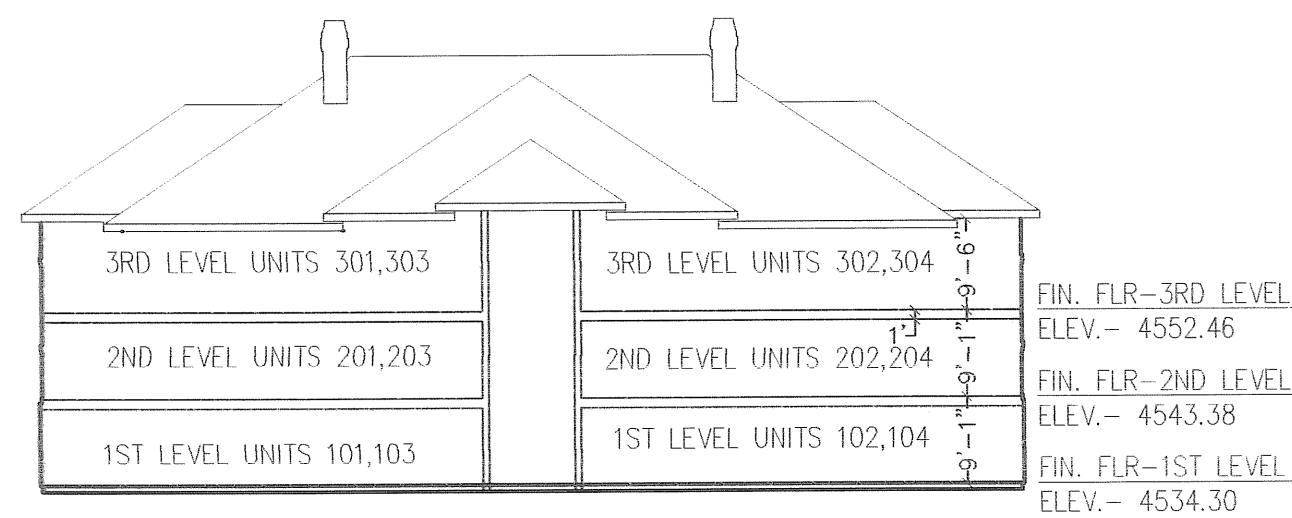 3RD LEVEL UNITS 301,303
3RD LEVEL UNITS 302,304
9'-6"
FIN. FLR-3RD LEVEL
ELEV.- 4552.46
1'
2ND LEVEL UNITS 201,203
2ND LEVEL UNITS 202,204
9'-1"
FIN. FLR-2ND LEVEL
ELEV.- 4543.38
1ST LEVEL UNITS 101,103
1ST LEVEL UNITS 102,104
9'-1"
FIN. FLR-1ST LEVEL
ELEV.- 4534.30